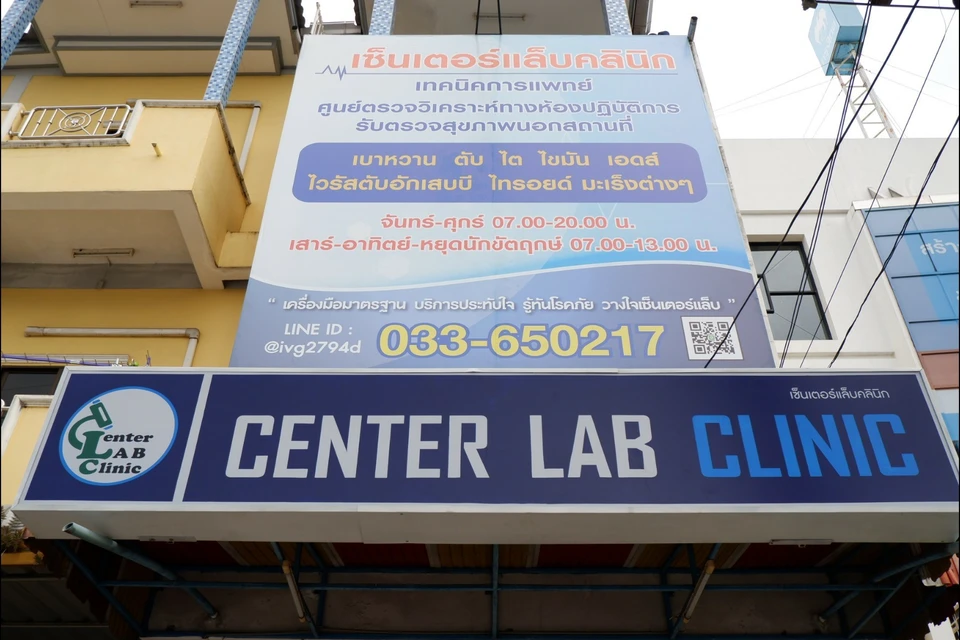 เซ็นเตอร์แล็บคลินิก
เทคนิคการแพทย์
ศูนย์ตรวจวิเคราะห์ทางห้องปฏิบัติการ
รับตรวจสุขภาพนอกสถานที่
เบาหวาน ตับ ไต ไขมัน เอดส์
ไวรัสตับอักเสบบี ไทรอยด์ มะเร็งต่างๆ
จันทร์-ศุกร์ 07.00-20.00 น.
เสาร์-อาทิตย์-หยุดนักขัตฤกษ์ 07.00-13.00 น.
" เครื่องมือมาตรฐาน บริการประทับใจ รู้ทันโรคภัย วางใจเซ็นเตอร์แล็บ "
LINE ID :
@ivg2794d
033-650217
เซ็นเตอร์แล็บคลินิก
CENTER LAB CLINIC
Center
LAB
Clinic
สร้า